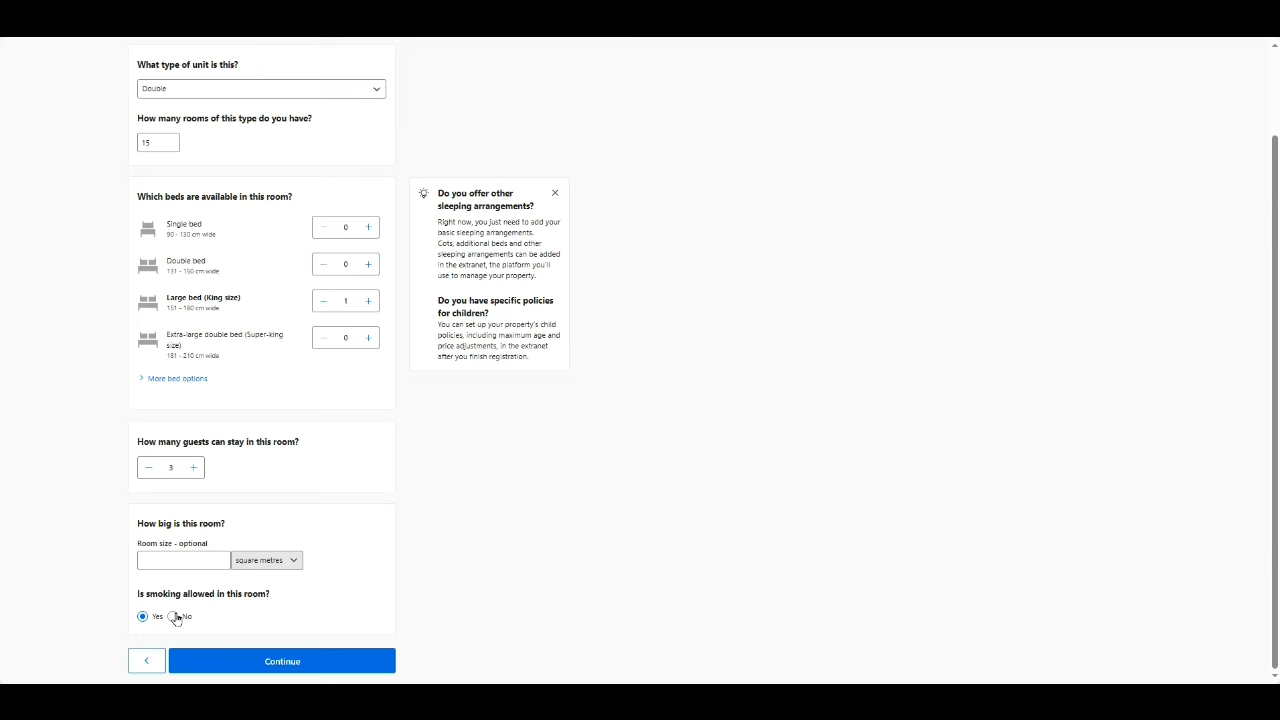 What type of unit is this?
Double
How many rooms of this type do you have?
15
Which beds are available in this room?
Single bed
90 - 130 cm wide
0
Double bed
131 - 150 cm wide
0
Large bed (King size)
151 - 180 cm wide
1
Extra-large double bed (Super-king
size)
181 - 210 cm wide
0
More bed options
Do you offer other
sleeping arrangements?
Right now, you just need to add your
basic sleeping arrangements.
Cots, additional beds and other
sleeping arrangements can be added
in the extranet, the platform you'll
use to manage your property.
Do you have specific policies
for children?
You can set up your property's child
policies, including maximum age and
price adjustments, in the extranet
after you finish registration.
How many guests can stay in this room?
3
How big is this room?
Room size - optional
square metres
Is smoking allowed in this room?
Yes No
Continue